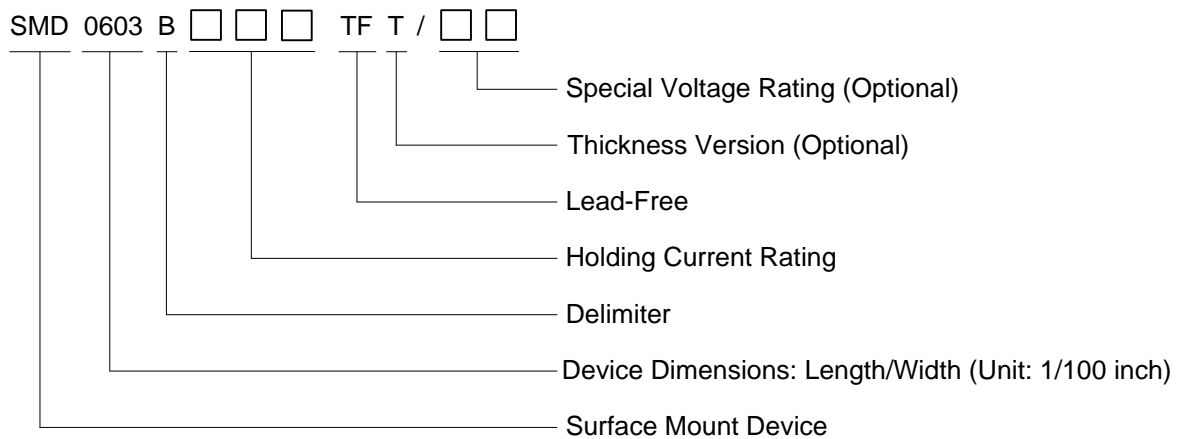 SMD 0603 B □ □ □ TF T / □ □
Special Voltage Rating (Optional)
Thickness Version (Optional)
Lead-Free
Holding Current Rating
Delimiter
Device Dimensions: Length/Width (Unit: 1/100 inch)
Surface Mount Device